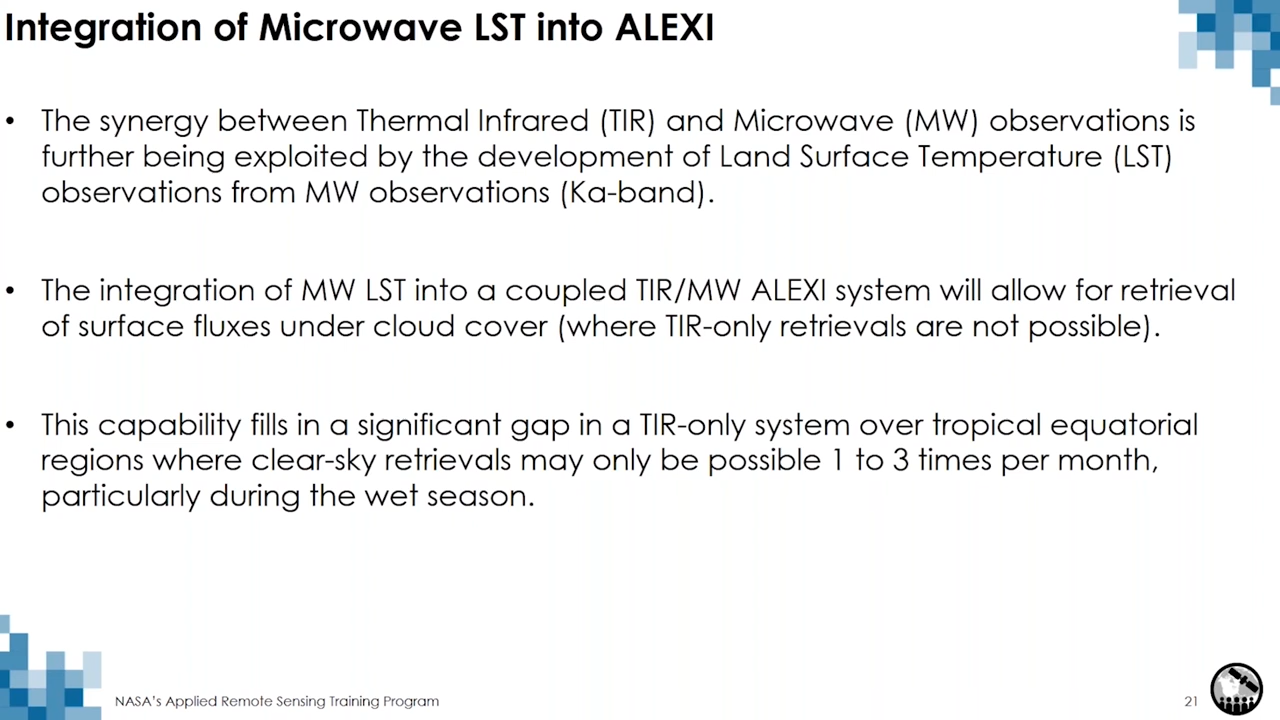 Integration of Microwave LST into ALEXI
• The synergy between Thermal Infrared (TIR) and Microwave (MW) observations is
further being exploited by the development of Land Surface Temperature (LST)
observations from MW observations (Ka-band).
• The integration of MW LST into a coupled TIR/MW ALEXI system will allow for retrieval
of surface fluxes under cloud cover (where TIR-only retrievals are not possible).
• This capability fills in a significant gap in a TIR-only system over tropical equatorial
regions where clear-sky retrievals may only be possible 1 to 3 times per month,
particularly during the wet season.
NASA's Applied Remote Sensing Training Program
21